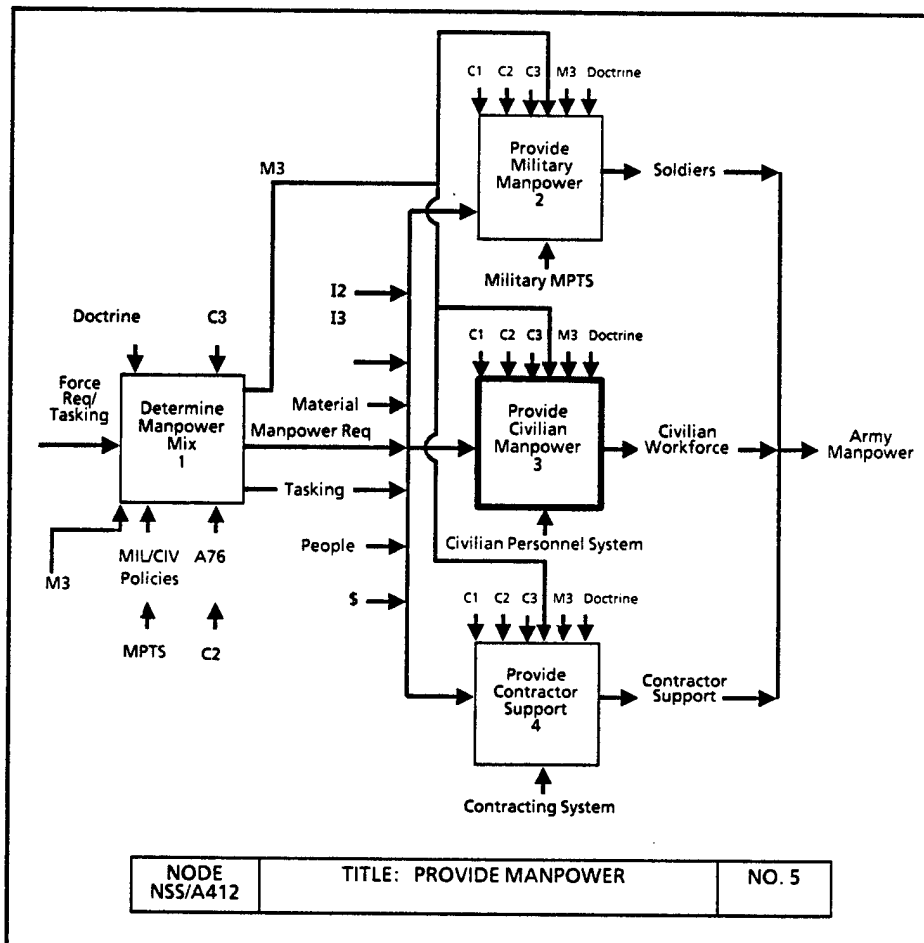 C1 C2 C3 M3 Doctrine
Provide
Military
Manpower
2
Soldiers
Military MPTS
M3
I2
I3
Doctrine C3
Force
Req/
Tasking
Determine
Manpower
Mix
1
Material
Manpower Req
Tasking
People
$
M3
MIL/CIV
Policies
A76
MPTS
C2
C1 C2 C3 M3 Doctrine
Provide
Civilian
Manpower
3
Civilian
Workforce
Army
Manpower
Civilian Personnel System
C1 C2 C3 M3 Doctrine
Provide
Contractor
Support
4
Contractor
Support
Contracting System
NODE
NSS/A412
TITLE: PROVIDE MANPOWER
NO. 5